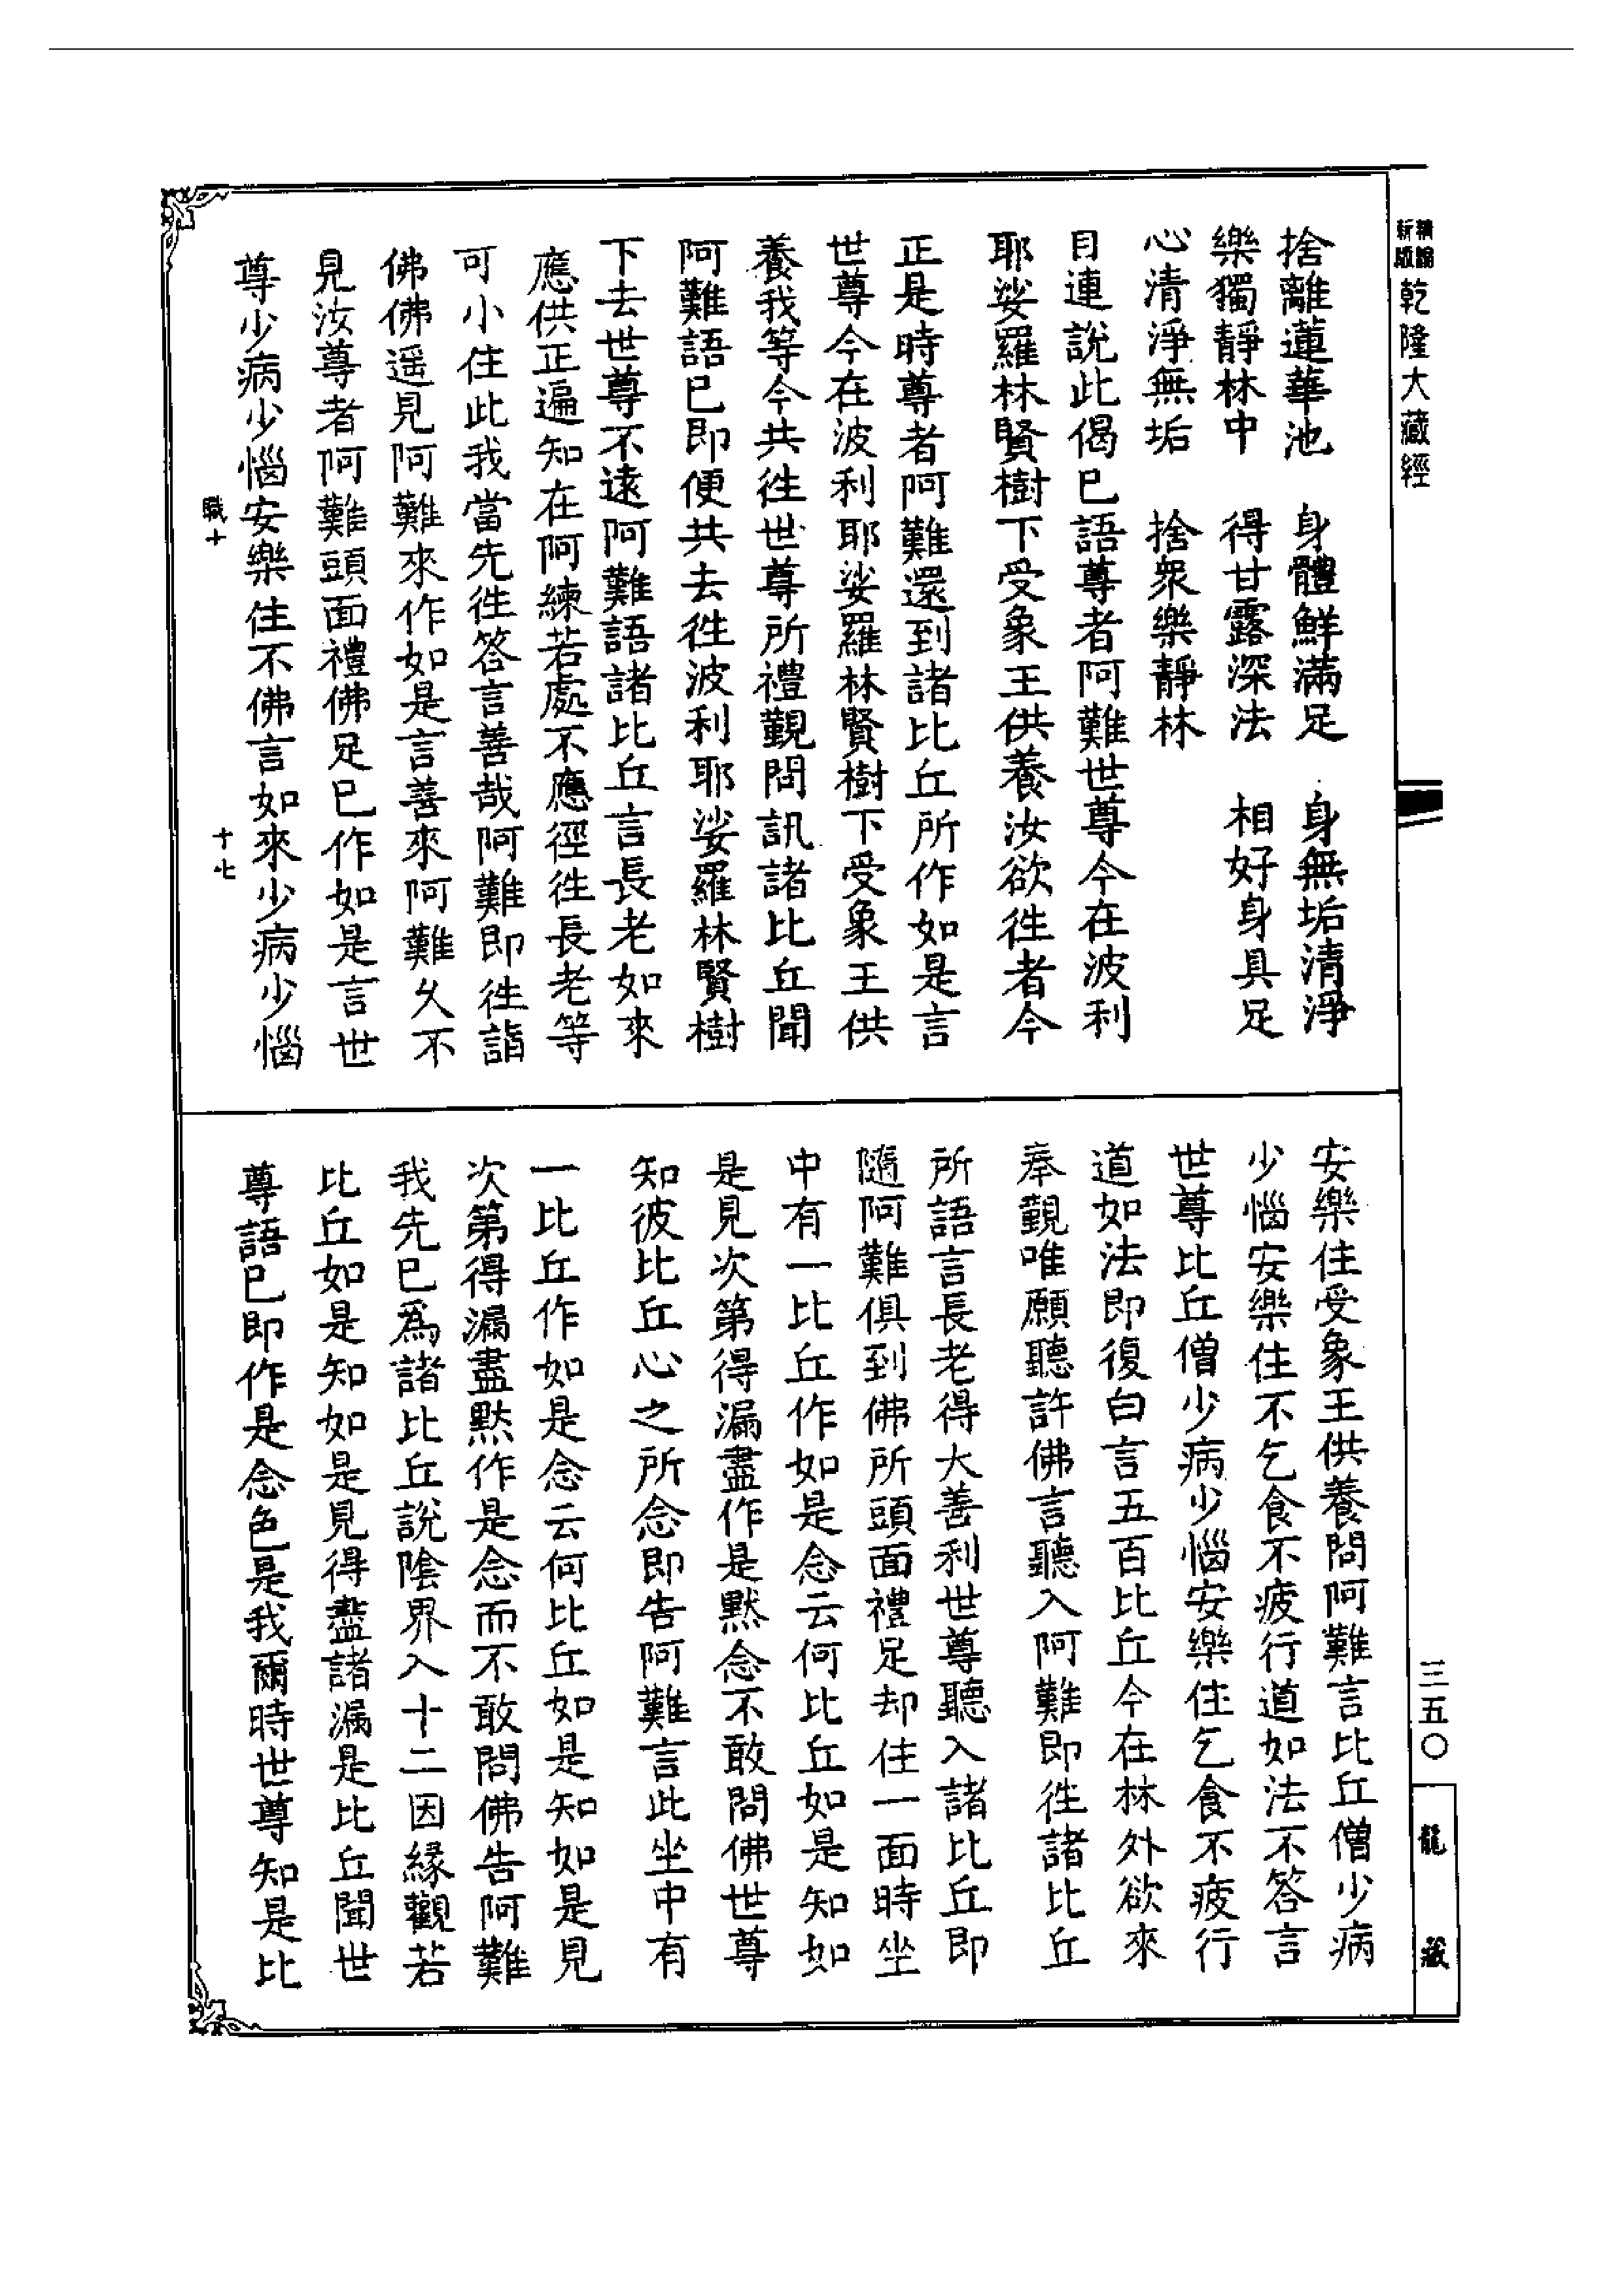 乾隆大藏經
捨離蓮華池　身體鮮滿足　身無垢清淨
樂獨靜林中　得甘露深法　相好身具足
心清淨無垢　捨衆樂靜林
目連說此偈已語尊者阿難世尊今在波利
耶娑羅林賢樹下受象王供養汝欲徃者今
正是時尊者阿難還到諸比丘所作如是言
世尊今在波利耶娑羅林賢樹下受象王供
養我等今共徃世尊所禮覲問訊諸比丘聞
阿難語已即便共去徃波利耶娑羅林賢樹
下去世尊不遠阿難語諸比丘言長老如來
應供正遍知在阿練若處不應徑徃長老等
可小住此我當先徃答言善哉阿難即徃詣
佛佛遥見阿難來作如是言善來阿難乆不
見汝尊者阿難頭面禮佛足已作如是言世
尊少病少惱安樂住不佛言如來少病少惱
職十
十七
安樂住受象王供養問阿難言比丘僧少病
少惱安樂住不乞食不疲行道如法不答言
世尊比丘僧少病少惱安樂住乞食不疲行
道如法即復白言五百比丘今在林外欲來
奉覲唯願聽許佛言聽入阿難即徃諸比丘
所語言長老得大善利世尊聽入諸比丘即
隨阿難俱到佛所頭面禮足却住一面時坐
中有一比丘作如是念云何比丘如是知如
是見次第得漏盡作是黙念不敢問佛世尊
知彼比丘心之所念即告阿難言此坐中有
一比丘作如是念云何比丘如是知如是見
次第得漏盡黙作是念而不敢問佛告阿難
我先已爲諸比丘說陰界入十二因緣觀若
比丘如是知如是見得盡諸漏是比丘聞世
尊語已即作是念色是我爾時世尊知是比
三五〇
龍藏